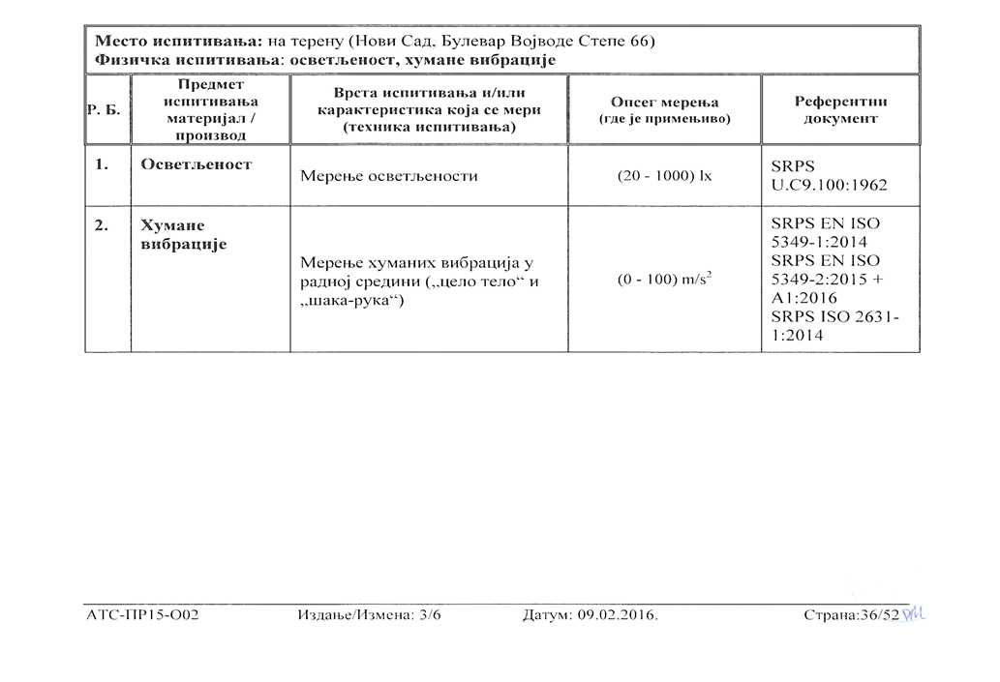 Место испитивања: на терену (Нови Сад, Булевар Војводе Степе 66)
Физичка испитивања: осветљеност, хумане вибрације
Р. Б.
Предмет
испитивања
материјал /
производ
Врста испитивања и/или
карактеристика која се мери
(техника испитивања)
Опсег мерења
(где је примењиво)
Референтни
документ
1.
Осветљеност
Мерење осветљености
(20 - 1000) lx
SRPS
U.C9.100:1962
2.
Хумане
вибрације
Мерење хуманих вибрација у
радној средини („цело тело“ и
„шака-рука“)
(0 - 100) m/s²
SRPS EN ISO
5349-1:2014
SRPS EN ISO
5349-2:2015 +
A1:2016
SRPS ISO 2631-
1:2014
АТС-ПР15-О02 Издање/Измена: 3/6 Датум: 09.02.2016. Страна:36/52